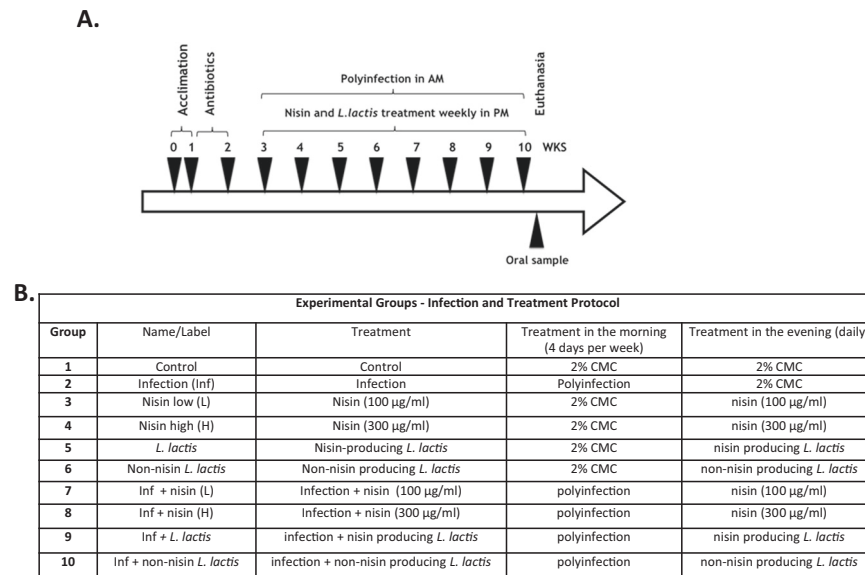 A.
Acclimation
Antibiotics
Polyinfection in AM
Nisin and L.lactis treatment weekly in PM
Euthanasia
0 1 2 3 4 5 6 7 8 9 10 WKS
Oral sample
B.
Experimental Groups - Infection and Treatment Protocol
Group Name/Label Treatment Treatment in the morning Treatment in the evening (daily
(4 days per week)
1 Control Control 2% CMC 2% CMC
2 Infection (Inf) Infection Polyinfection 2% CMC
3 Nisin low (L) Nisin (100 µg/ml) 2% CMC nisin (100 µg/ml)
4 Nisin high (H) Nisin (300 µg/ml) 2% CMC nisin (300 µg/ml)
5 L. lactis Nisin-producing L. lactis 2% CMC nisin producing L. lactis
6 Non-nisin L. lactis Non-nisin producing L. lactis 2% CMC non-nisin producing L. lactis
7 Inf + nisin (L) Infection + nisin (100 µg/ml) polyinfection nisin (100 µg/ml)
8 Inf + nisin (H) Infection + nisin (300 µg/ml) polyinfection nisin (300 µg/ml)
9 Inf + L. lactis infection + nisin producing L. lactis polyinfection nisin producing L. lactis
10 Inf + non-nisin L. lactis infection + non-nisin producing L. lactis polyinfection non-nisin producing L. lactis